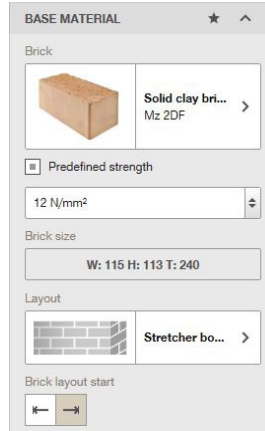 BASE MATERIAL
Brick
Solid clay bri...
Mz 2DF
Predefined strength
12 N/mm²
Brick size
W: 115 H: 113 T: 240
Layout
Stretcher bo...
Brick layout start